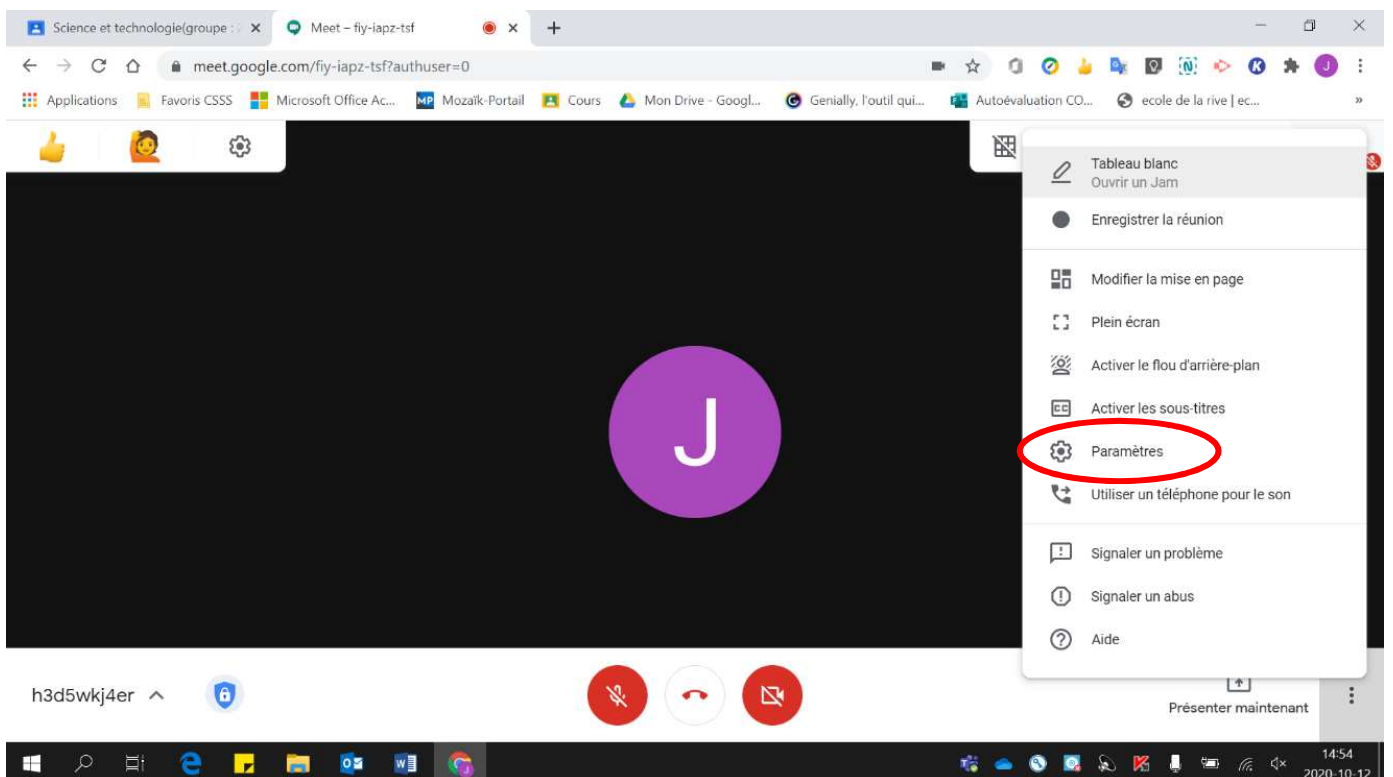 Science et technologie(groupe :
Meet – fiy-iapz-tsf
meet.google.com/fiy-iapz-tsf?authuser=0
Applications
Favoris CSSS
Microsoft Office Ac...
MP
Mozaïk-Portail
Cours
Mon Drive - Googl...
Genially, l'outil qui...
Autoévaluation CO...
ecole de la rive | ec...
»
Tableau blanc
Ouvrir un Jam
Enregistrer la réunion
Modifier la mise en page
Plein écran
Activer le flou d'arrière-plan
CC
Activer les sous-titres
Paramètres
Utiliser un téléphone pour le son
Signaler un problème
Signaler un abus
Aide
J
h3d5wkj4er
Présenter maintenant
14:54
2020-10-12